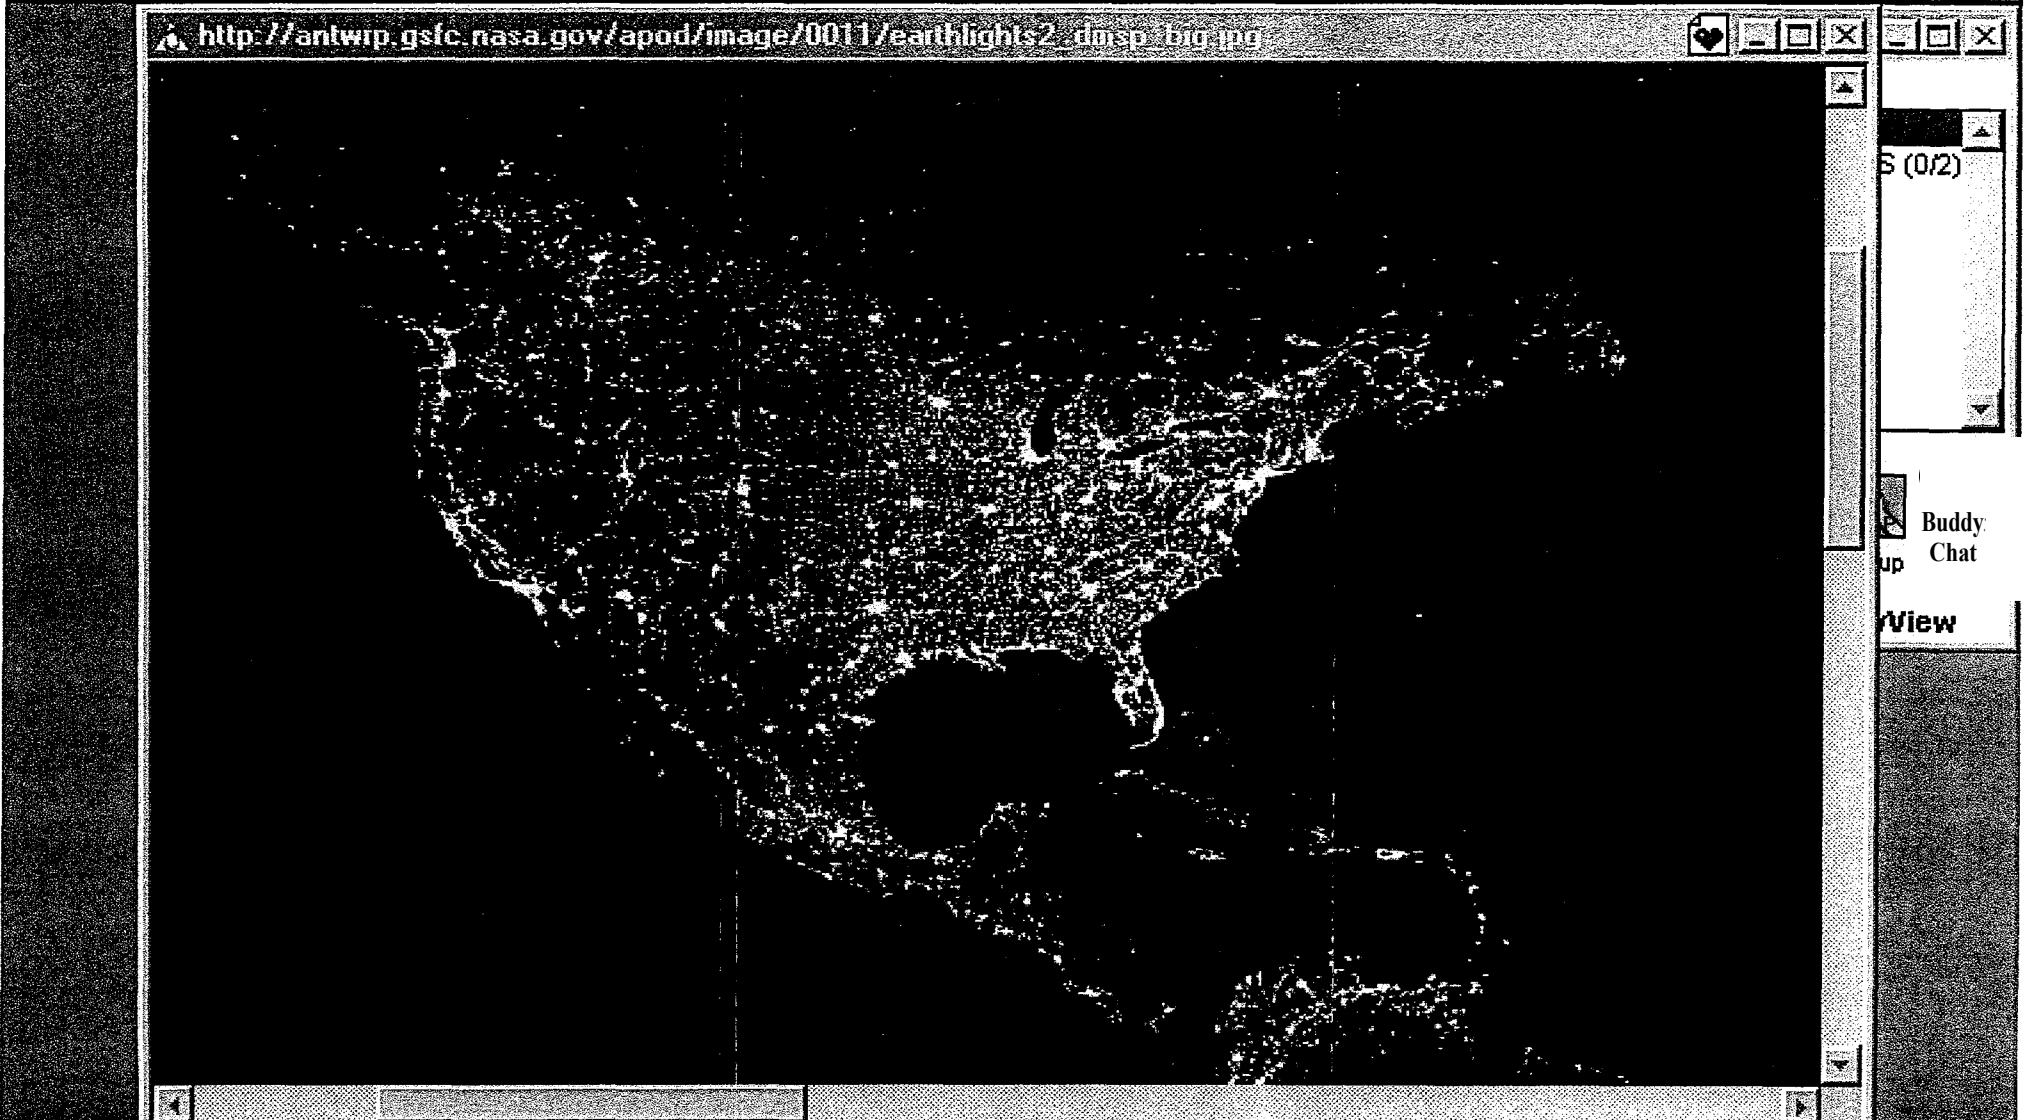 http://antwrp.gsfc.nasa.gov/apod/image/0011/earthlights2_dmsp_big.jpg
S (0/2)
Buddy
Chat
up
View